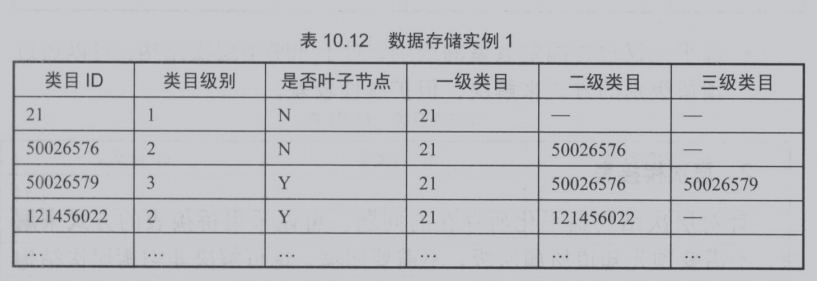 表 10.12 数据存储实例 1
类目 ID 类目级别 是否叶子节点 一级类目 二级类目 三级类目
21 1 N 21 — —
50026576 2 N 21 50026576 —
50026579 3 Y 21 50026576 50026579
121456022 2 Y 21 121456022
… … … … … …